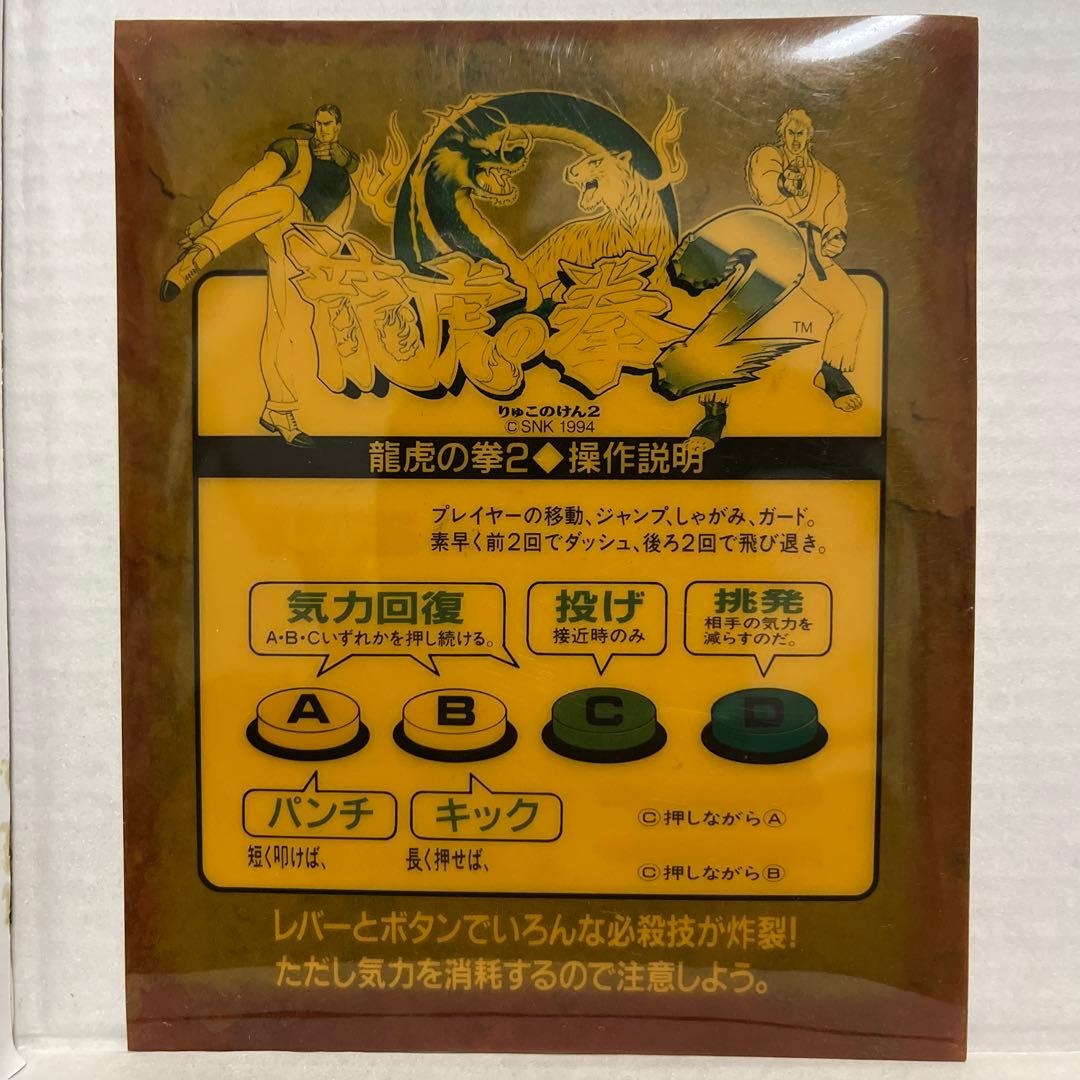 龍虎の拳2
TM
りゅこのけん2
©SNK 1994
龍虎の拳2◆操作説明
プレイヤーの移動、ジャンプ、しゃがみ、ガード。
素早く前2回でダッシュ、後ろ2回で飛び退き。
気力回復
A・B・Cいずれかを押し続ける。
投げ
接近時のみ
挑発
相手の気力を
減らすのだ。
A
B
C
D
パンチ
キック
短く叩けば、
長く押せば、
Ⓒ押しながらⒶ
Ⓒ押しながらⒷ
レバーとボタンでいろんな必殺技が炸裂!
ただし気力を消耗するので注意しよう。